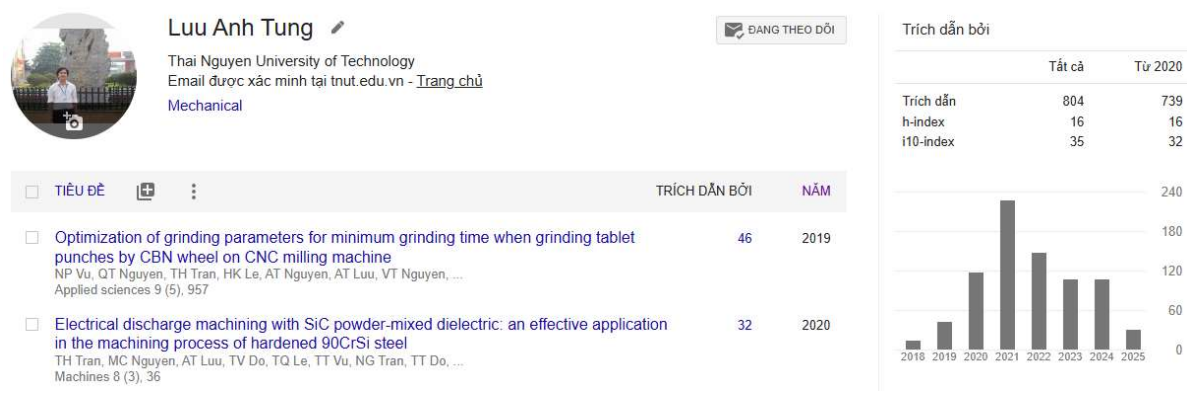 Luu Anh Tung
ĐANG THEO DÕI
Thai Nguyen University of Technology
Email được xác minh tại tnut.edu.vn - Trang chủ
Mechanical
TIÊU ĐỀ TRÍCH DẪN BỞI NĂM
Optimization of grinding parameters for minimum grinding time when grinding tablet 46 2019
punches by CBN wheel on CNC milling machine
NP Vu, QT Nguyen, TH Tran, HK Le, AT Nguyen, AT Luu, VT Nguyen, ...
Applied sciences 9 (5), 957
Electrical discharge machining with SiC powder-mixed dielectric: an effective application 32 2020
in the machining process of hardened 90CrSi steel
TH Tran, MC Nguyen, AT Luu, TV Do, TQ Le, TT Vu, NG Tran, TT Do, ...
Machines 8 (3), 36
Trích dẫn bởi
Tất cả Từ 2020
Trích dẫn 804 739
h-index 16 16
i10-index 35 32
240
180
120
60
0
2018 2019 2020 2021 2022 2023 2024 2025